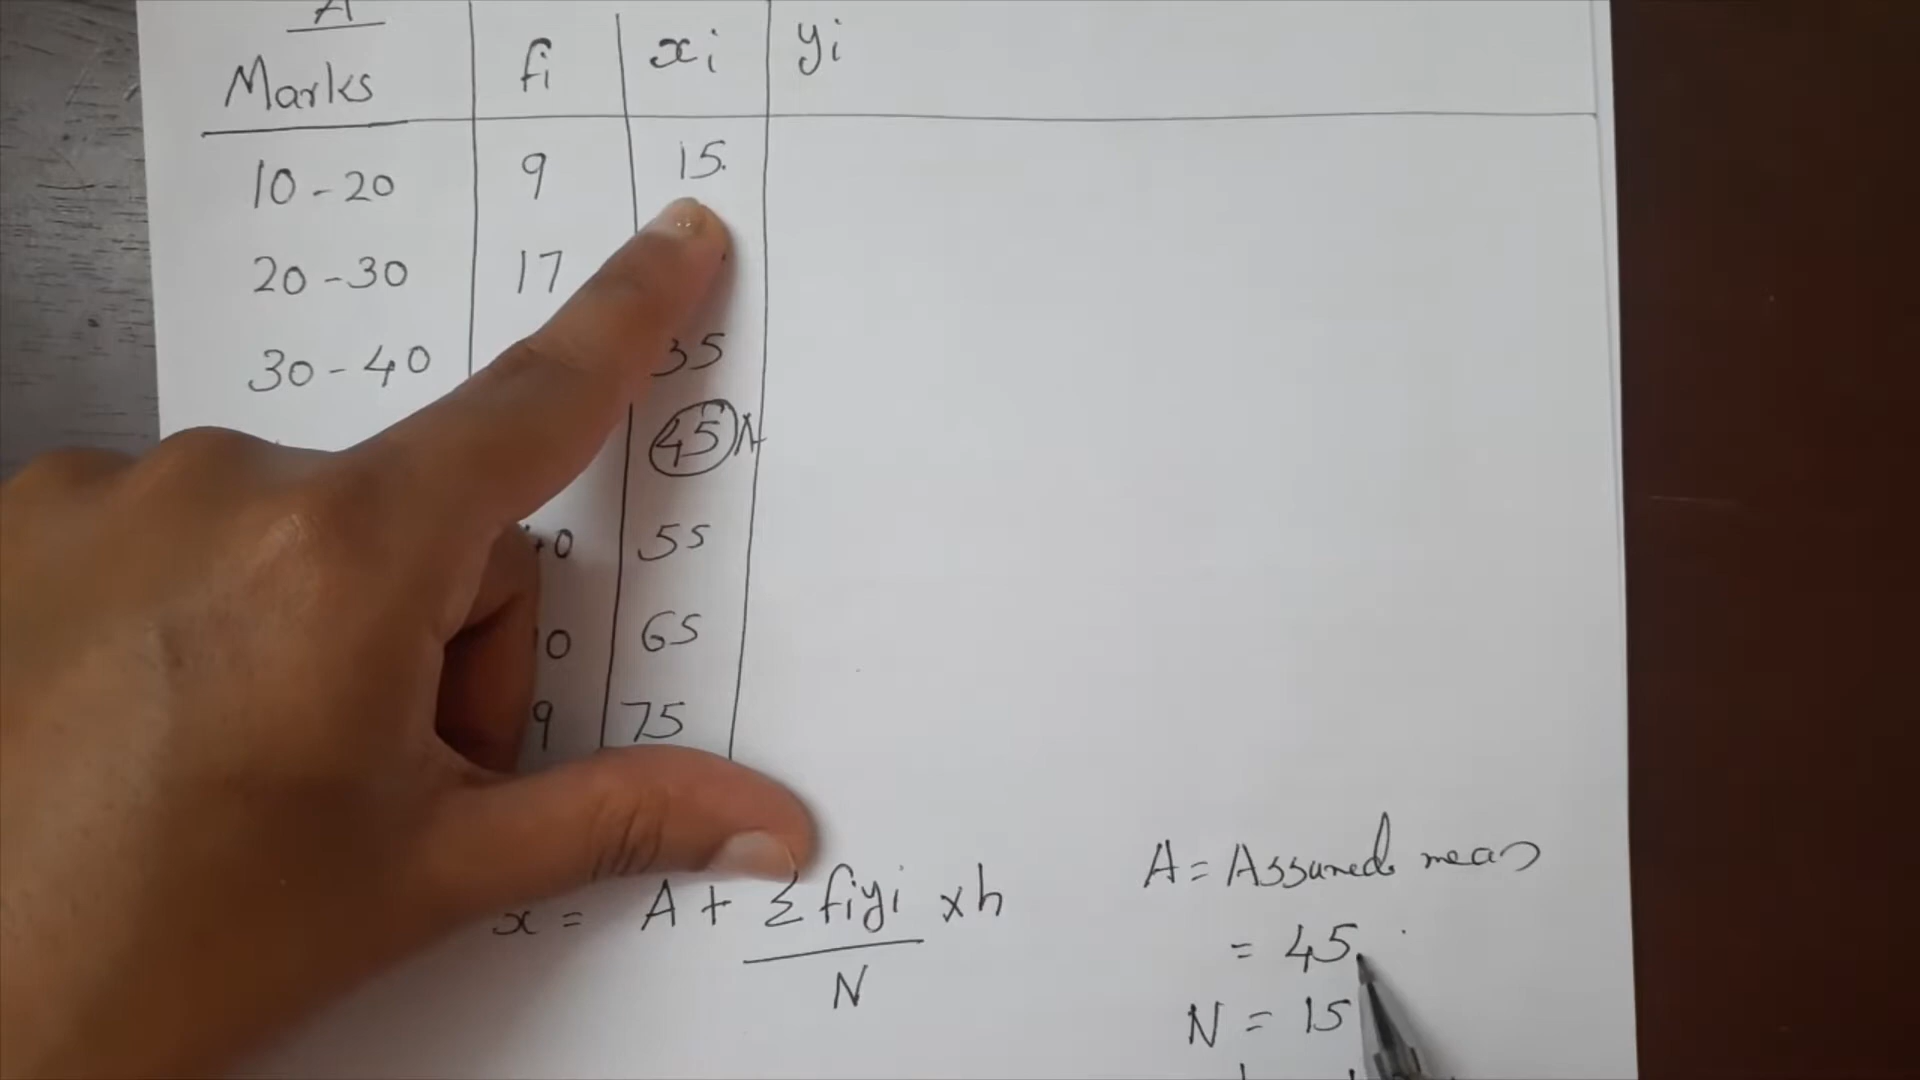 A
Marks fi xi yi
10-20 9 15.
20-30 17
30-40 35
45 A
55
0 65
9 75
x = A + Σ fiyi × h
N
A = Assumed mean
= 45.
N = 15